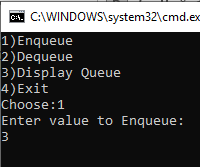 C:\WINDOWS\system32\cmd.ex
1)Enqueue
2)Dequeue
3)Display Queue
4)Exit
Choose:1
Enter value to Enqueue:
3